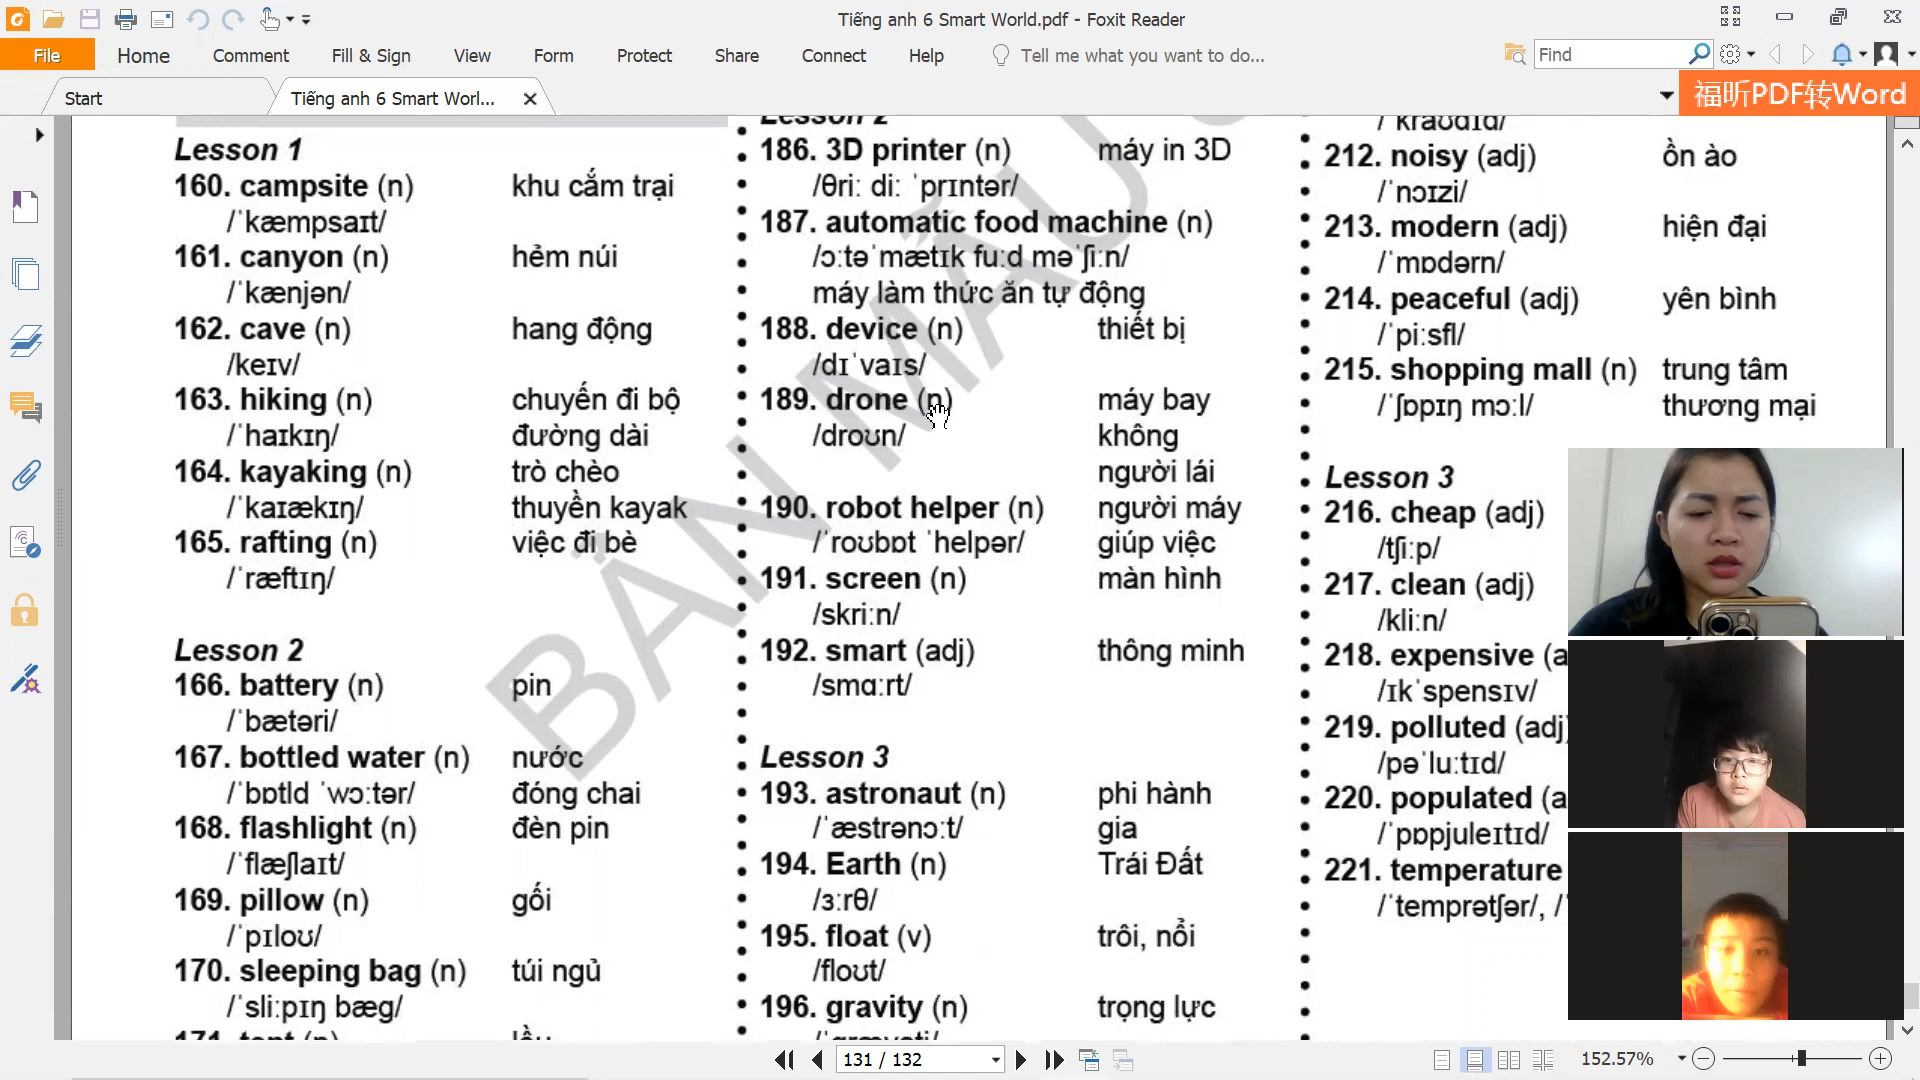 Tiếng anh 6 Smart World.pdf - Foxit Reader
File Home Comment Fill & Sign View Form Protect Share Connect Help Tell me what you want to do... Find
Start Tiếng anh 6 Smart Worl... 福昕PDF转Word
Lesson 1
160. campsite (n) khu cắm trại
/ˈkæmpsaɪt/
161. canyon (n) hẻm núi
/ˈkænjən/
162. cave (n) hang động
/keɪv/
163. hiking (n) chuyến đi bộ
/ˈhaɪkɪŋ/ đường dài
164. kayaking (n) trò chèo
/ˈkaɪækɪŋ/ thuyền kayak
165. rafting (n) việc đi bè
/ˈræftɪŋ/
Lesson 2
166. battery (n) pin
/ˈbætəri/
167. bottled water (n) nước
/ˈbɒtld ˈwɔːtər/ đóng chai
168. flashlight (n) đèn pin
/ˈflæʃlaɪt/
169. pillow (n) gối
/ˈpɪloʊ/
170. sleeping bag (n) túi ngủ
/ˈsliːpɪŋ bæɡ/
171. tent (n) lều
Lesson 2
186. 3D printer (n) máy in 3D
/θriː diː ˈprɪntər/
187. automatic food machine (n)
/ɔːtəˈmætɪk fuːd məˈʃiːn/
máy làm thức ăn tự động
188. device (n) thiết bị
/dɪˈvaɪs/
189. drone (n) máy bay
/droʊn/ không
người lái
190. robot helper (n) người máy
/ˈroʊbɒt ˈhelpər/ giúp việc
191. screen (n) màn hình
/skriːn/
192. smart (adj) thông minh
/smɑːrt/
Lesson 3
193. astronaut (n) phi hành
/ˈæstrənɔːt/ gia
194. Earth (n) Trái Đất
/ɜːrθ/
195. float (v) trôi, nổi
/floʊt/
196. gravity (n) trọng lực
/ˈɡrævəti/
/ˈkraʊdɪd/
212. noisy (adj) ồn ào
/ˈnɔɪzi/
213. modern (adj) hiện đại
/ˈmɒdərn/
214. peaceful (adj) yên bình
/ˈpiːsfl/
215. shopping mall (n) trung tâm
/ˈʃɒpɪŋ mɔːl/ thương mại
Lesson 3
216. cheap (adj)
/tʃiːp/
217. clean (adj)
/kliːn/
218. expensive (a
/ɪkˈspensɪv/
219. polluted (adj)
/pəˈluːtɪd/
220. populated (a
/ˈpɒpjuleɪtɪd/
221. temperature
/ˈtemprətʃər/, /
BẢN MẪU
131 / 132
152.57%